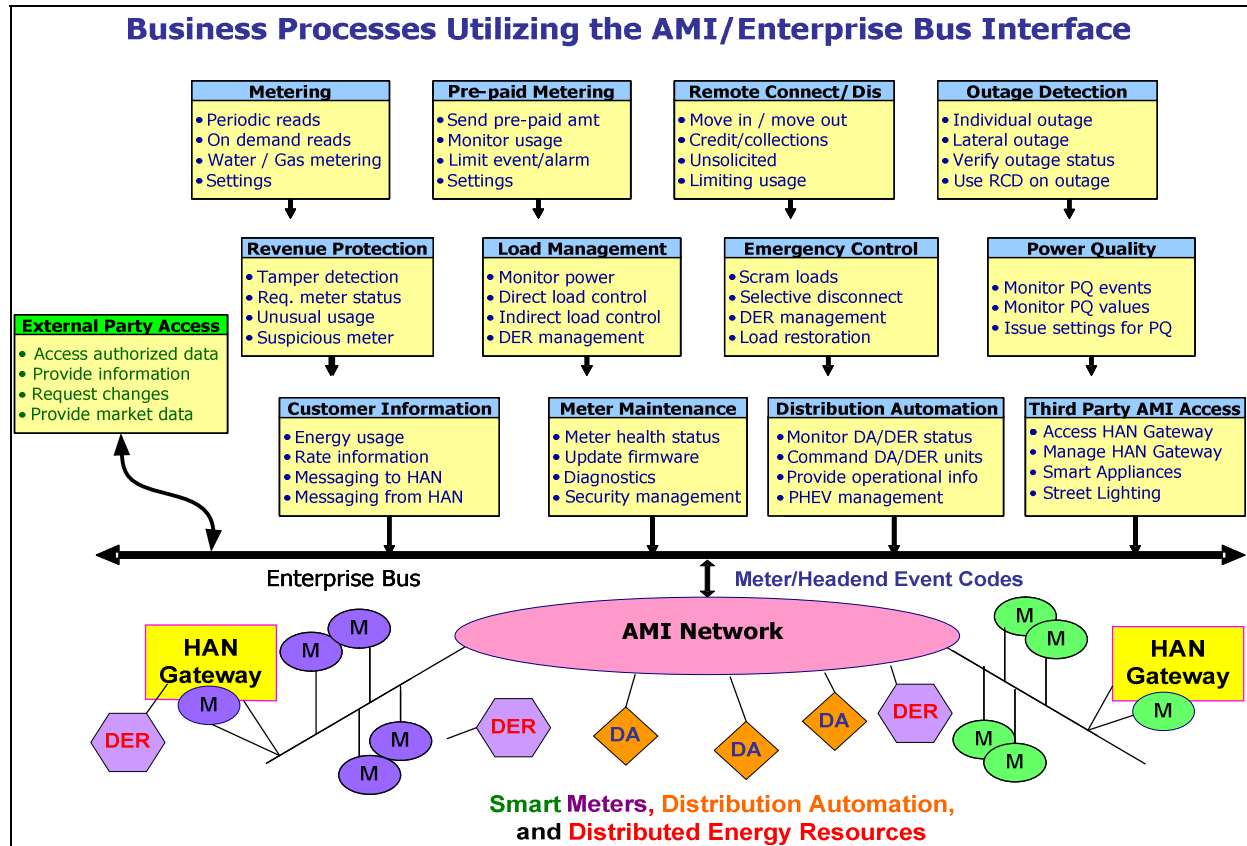 Business Processes Utilizing the AMI/Enterprise Bus Interface
Metering
• Periodic reads
• On demand reads
• Water / Gas metering
• Settings
Pre-paid Metering
• Send pre-paid amt
• Monitor usage
• Limit event/alarm
• Settings
Remote Connect/Dis
• Move in / move out
• Credit/collections
• Unsolicited
• Limiting usage
Outage Detection
• Individual outage
• Lateral outage
• Verify outage status
• Use RCD on outage
Revenue Protection
• Tamper detection
• Req. meter status
• Unusual usage
• Suspicious meter
Load Management
• Monitor power
• Direct load control
• Indirect load control
• DER management
Emergency Control
• Scram loads
• Selective disconnect
• DER management
• Load restoration
Power Quality
• Monitor PQ events
• Monitor PQ values
• Issue settings for PQ
External Party Access
• Access authorized data
• Provide information
• Request changes
• Provide market data
Customer Information
• Energy usage
• Rate information
• Messaging to HAN
• Messaging from HAN
Meter Maintenance
• Meter health status
• Update firmware
• Diagnostics
• Security management
Distribution Automation
• Monitor DA/DER status
• Command DA/DER units
• Provide operational info
• PHEV management
Third Party AMI Access
• Access HAN Gateway
• Manage HAN Gateway
• Smart Appliances
• Street Lighting
Enterprise Bus
Meter/Headend Event Codes
AMI Network
HAN
Gateway
M
M
M
M
M
DER
DER
DA
DA
DA
DER
M
M
M
M
HAN
Gateway
M
Smart Meters, Distribution Automation,
and Distributed Energy Resources